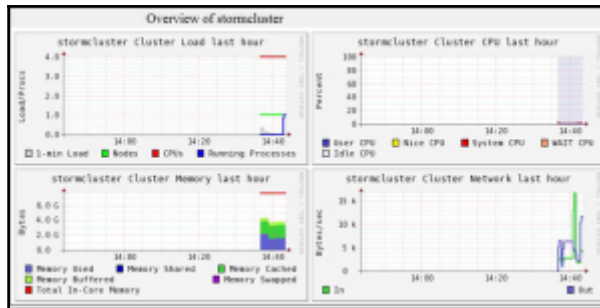 Overview of stormcluster
stormcluster Cluster Load last hour
Load/Procs
4.0
3.0
2.0
1.0
0.0
14:00 14:20 14:40
1-min Load Nodes CPUs Running Processes
stormcluster Cluster CPU last hour
Percent
100
80
60
40
20
0
14:00 14:20 14:40
User CPU Nice CPU System CPU WAIT CPU
Idle CPU
stormcluster Cluster Memory last hour
Bytes
6.0 G
4.0 G
2.0 G
0.0
14:00 14:20 14:40
Memory Used Memory Shared Memory Cached
Memory Buffered Memory Swapped
Total In-Core Memory
stormcluster Cluster Network last hour
Bytes/sec
15 k
10 k
5 k
0
14:00 14:20 14:40
In Out